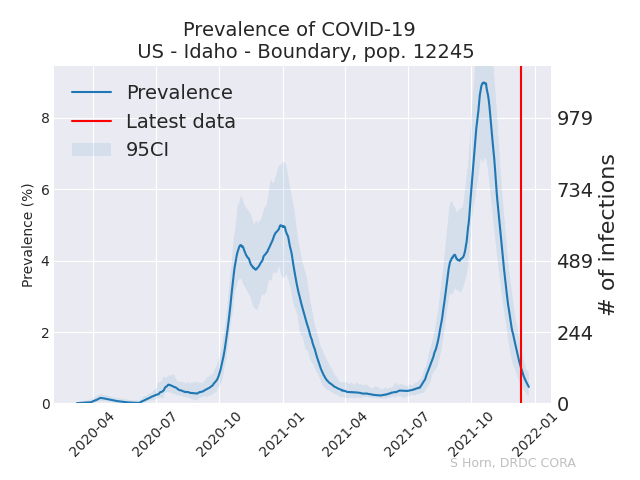 Prevalence of COVID-19
US - Idaho - Boundary, pop. 12245
Prevalence
Latest data
95CI
Prevalence (%)
8
6
4
2
0
979
734
489
244
0
# of infections
2020-04
2020-07
2020-10
2021-01
2021-04
2021-07
2021-10
2022-01
S Horn, DRDC CORA